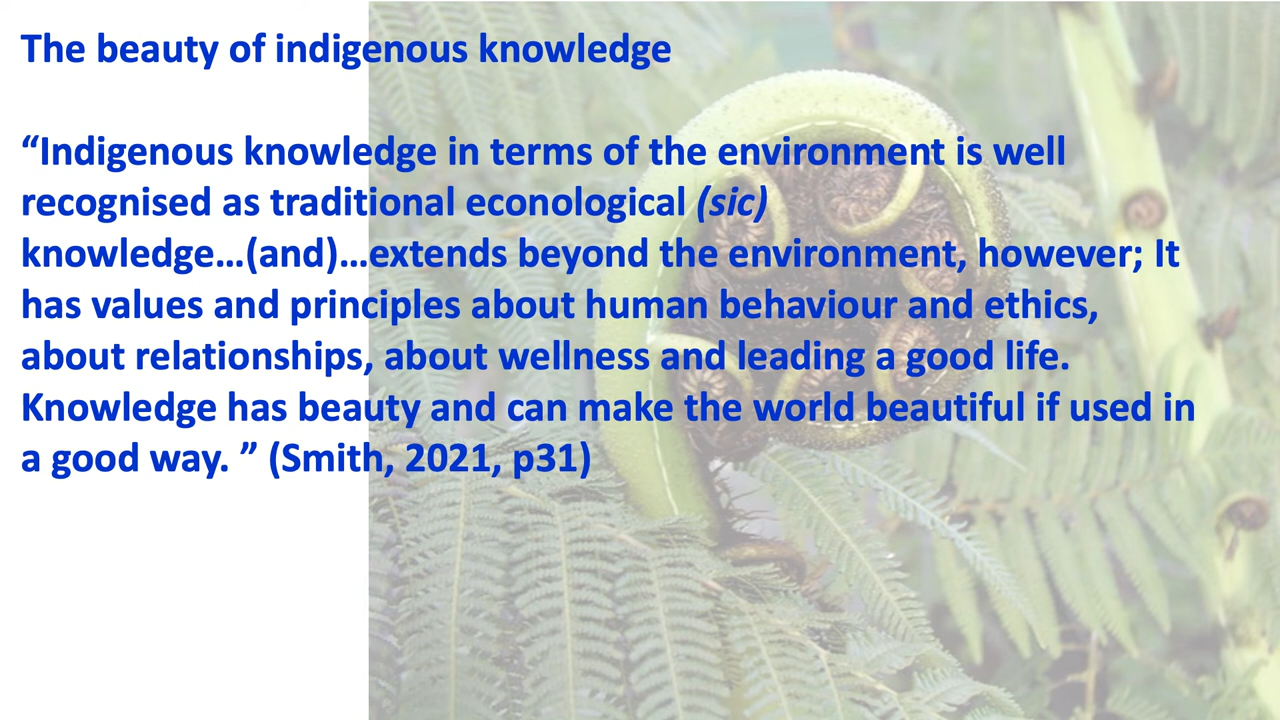 The beauty of indigenous knowledge
“Indigenous knowledge in terms of the environment is well
recognised as traditional econological (sic)
knowledge…(and)…extends beyond the environment, however; It
has values and principles about human behaviour and ethics,
about relationships, about wellness and leading a good life.
Knowledge has beauty and can make the world beautiful if used in
a good way. ” (Smith, 2021, p31)